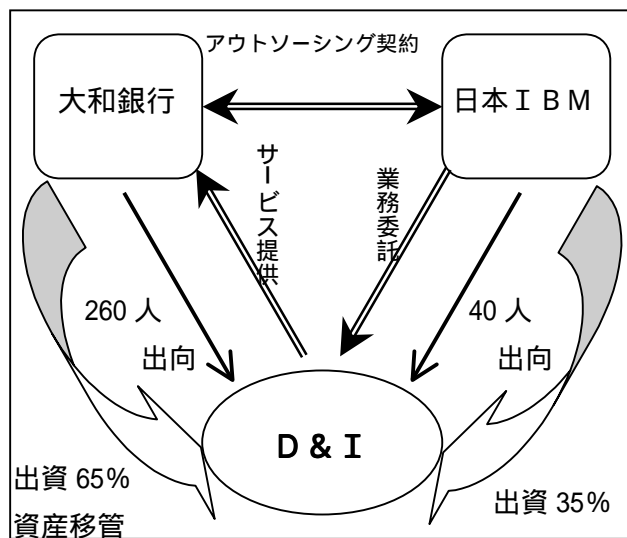 アウトソーシング契約
大和銀行
日本ＩＢＭ
サービス提供
業務委託
260 人
出向
40 人
出向
Ｄ＆Ｉ
出資 65%
資産移管
出資 35%